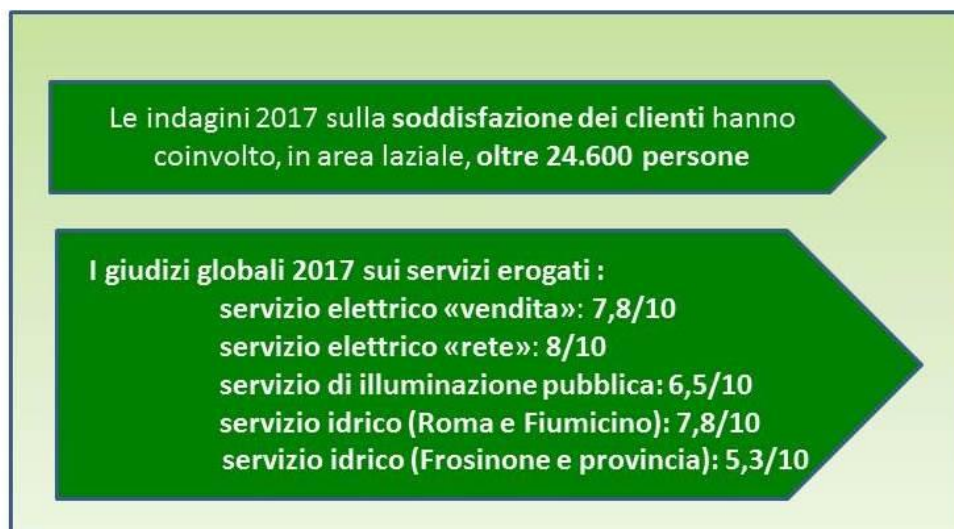 Le indagini 2017 sulla soddisfazione dei clienti hanno
coinvolto, in area laziale, oltre 24.600 persone
I giudizi globali 2017 sui servizi erogati :
servizio elettrico «vendita»: 7,8/10
servizio elettrico «rete»: 8/10
servizio di illuminazione pubblica: 6,5/10
servizio idrico (Roma e Fiumicino): 7,8/10
servizio idrico (Frosinone e provincia): 5,3/10